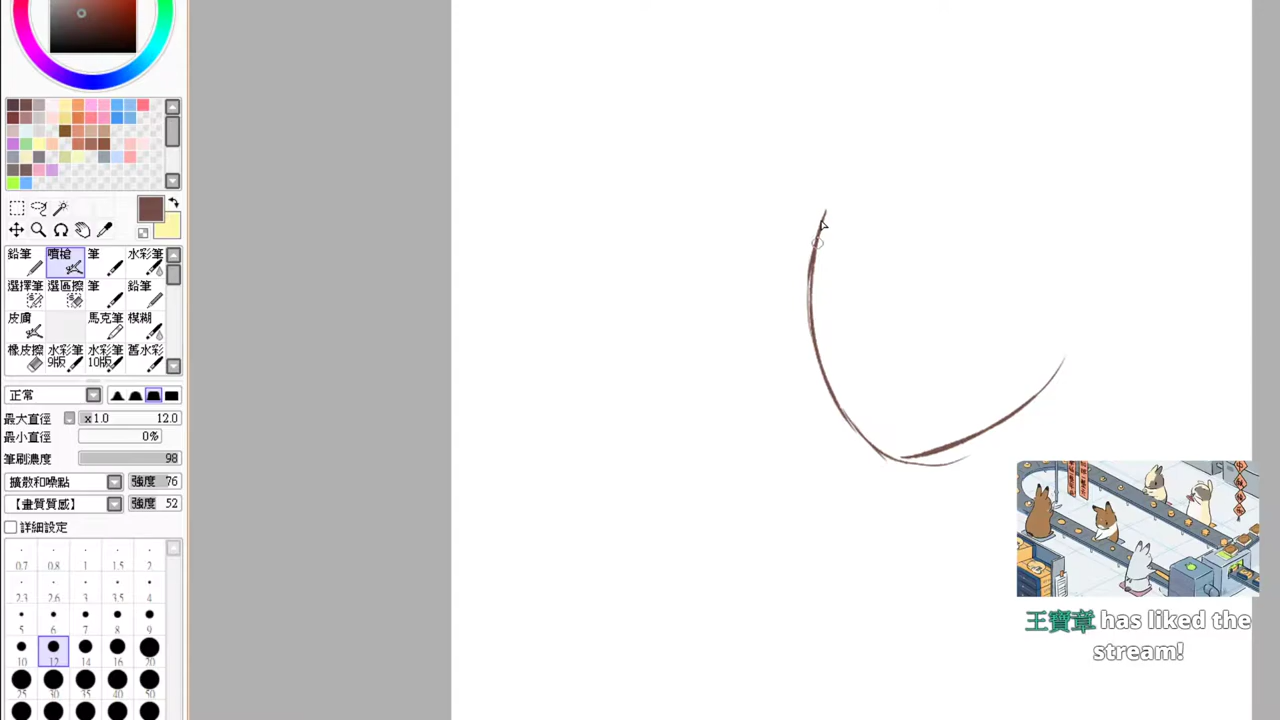 鉛筆 噴槍 筆 水彩筆
選擇筆 選區擦 筆 鉛筆
皮膚 馬克筆 模糊
橡皮擦 水彩筆 水彩筆 舊水彩
9版 10版
正常
最大直徑 x 1.0 12.0
最小直徑 0%
筆刷濃度 98
擴散和噪點 強度 76
【畫質質感】 強度 52
詳細設定
0.7 0.8 1 1.5 2
2.3 2.6 3 3.5 4
5 6 7 8 9
10 12 14 16 20
25 30 35 40 50
王寶章 has liked the
stream!